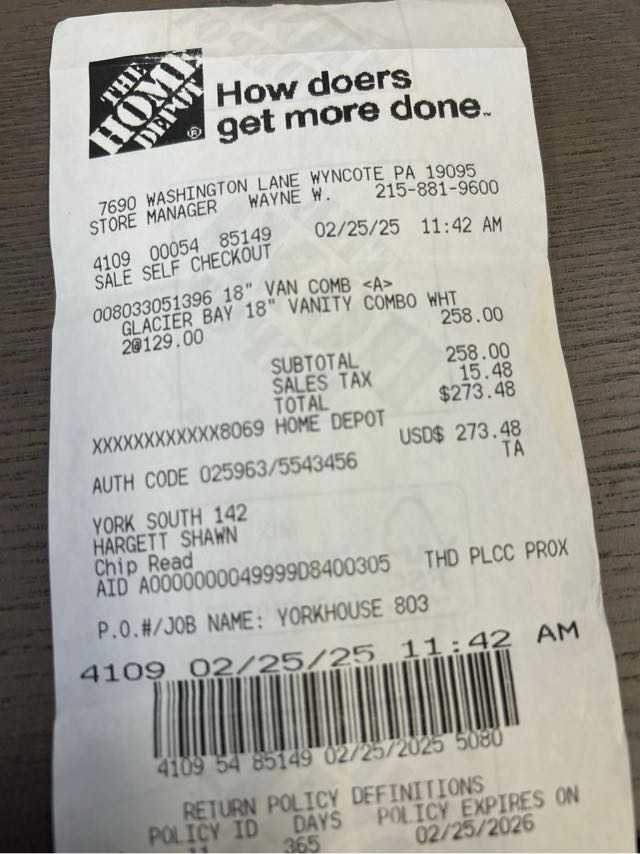 THE
HOME
DEPOT
®
How doers
get more done.™
7690 WASHINGTON LANE WYNCOTE PA 19095
STORE MANAGER WAYNE W. 215-881-9600
4109 00054 85149 02/25/25 11:42 AM
SALE SELF CHECKOUT
008033051396 18" VAN COMB <A>
GLACIER BAY 18" VANITY COMBO WHT
2@129.00 258.00
SUBTOTAL 258.00
SALES TAX 15.48
TOTAL $273.48
XXXXXXXXXXXX8069 HOME DEPOT
USD$ 273.48
AUTH CODE 025963/5543456 TA
YORK SOUTH 142
HARGETT SHAWN
Chip Read
AID A0000000049999D8400305 THD PLCC PROX
P.O.#/JOB NAME: YORKHOUSE 803
4109 02/25/25 11:42 AM
4109 54 85149 02/25/2025 5080
RETURN POLICY DEFINITIONS
POLICY ID DAYS POLICY EXPIRES ON
11 365 02/25/2026